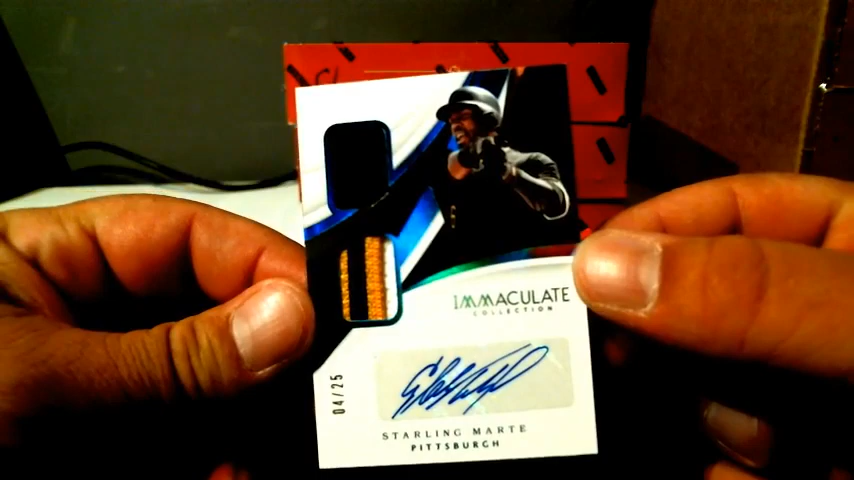 IMMACULATE
COLLECTION
04/25
STARLING MARTE
PITTSBURGH